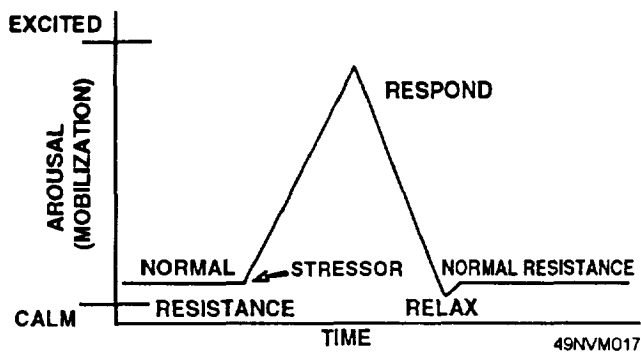 EXCITED
AROUSAL
(MOBILIZATION)
RESPOND
NORMAL
STRESSOR
NORMAL RESISTANCE
RESISTANCE
RELAX
CALM
TIME
49NVM017